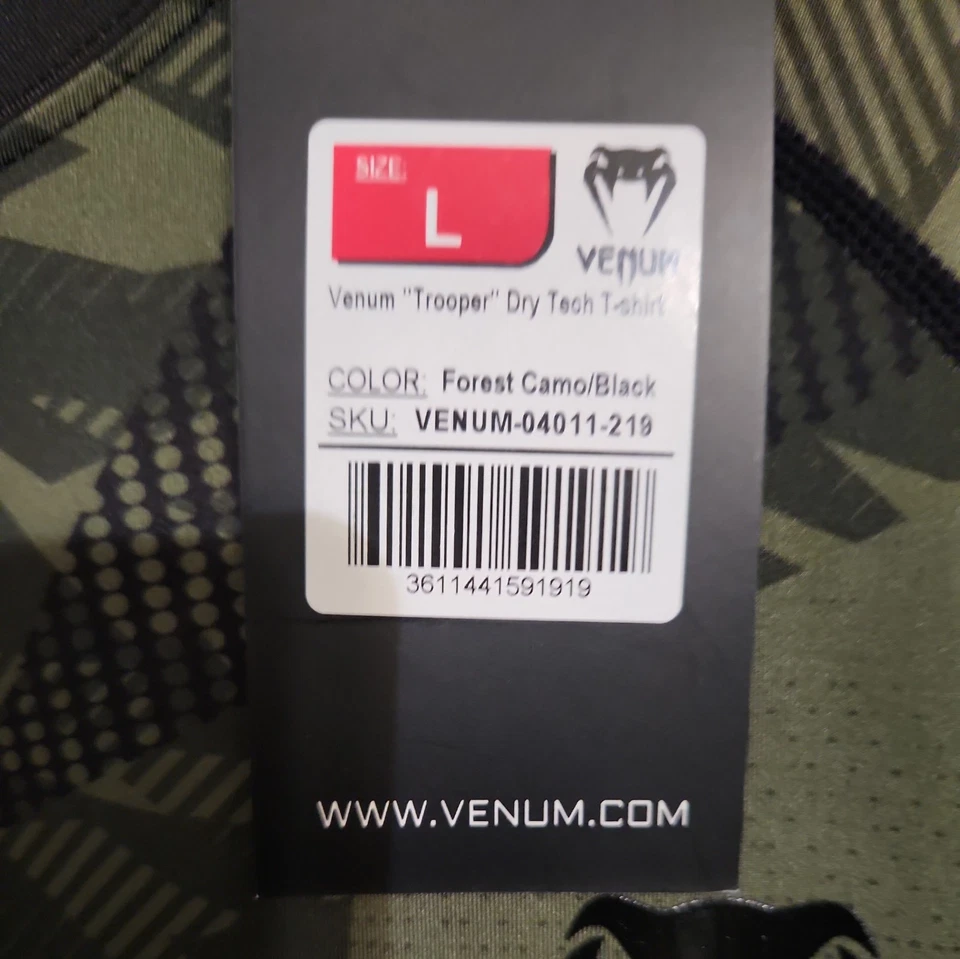 SIZE:
L
VENUM
Venum "Trooper" Dry Tech T-shirt
COLOR: Forest Camo/Black
SKU: VENUM-04011-219
3611441591919
WWW.VENUM.COM